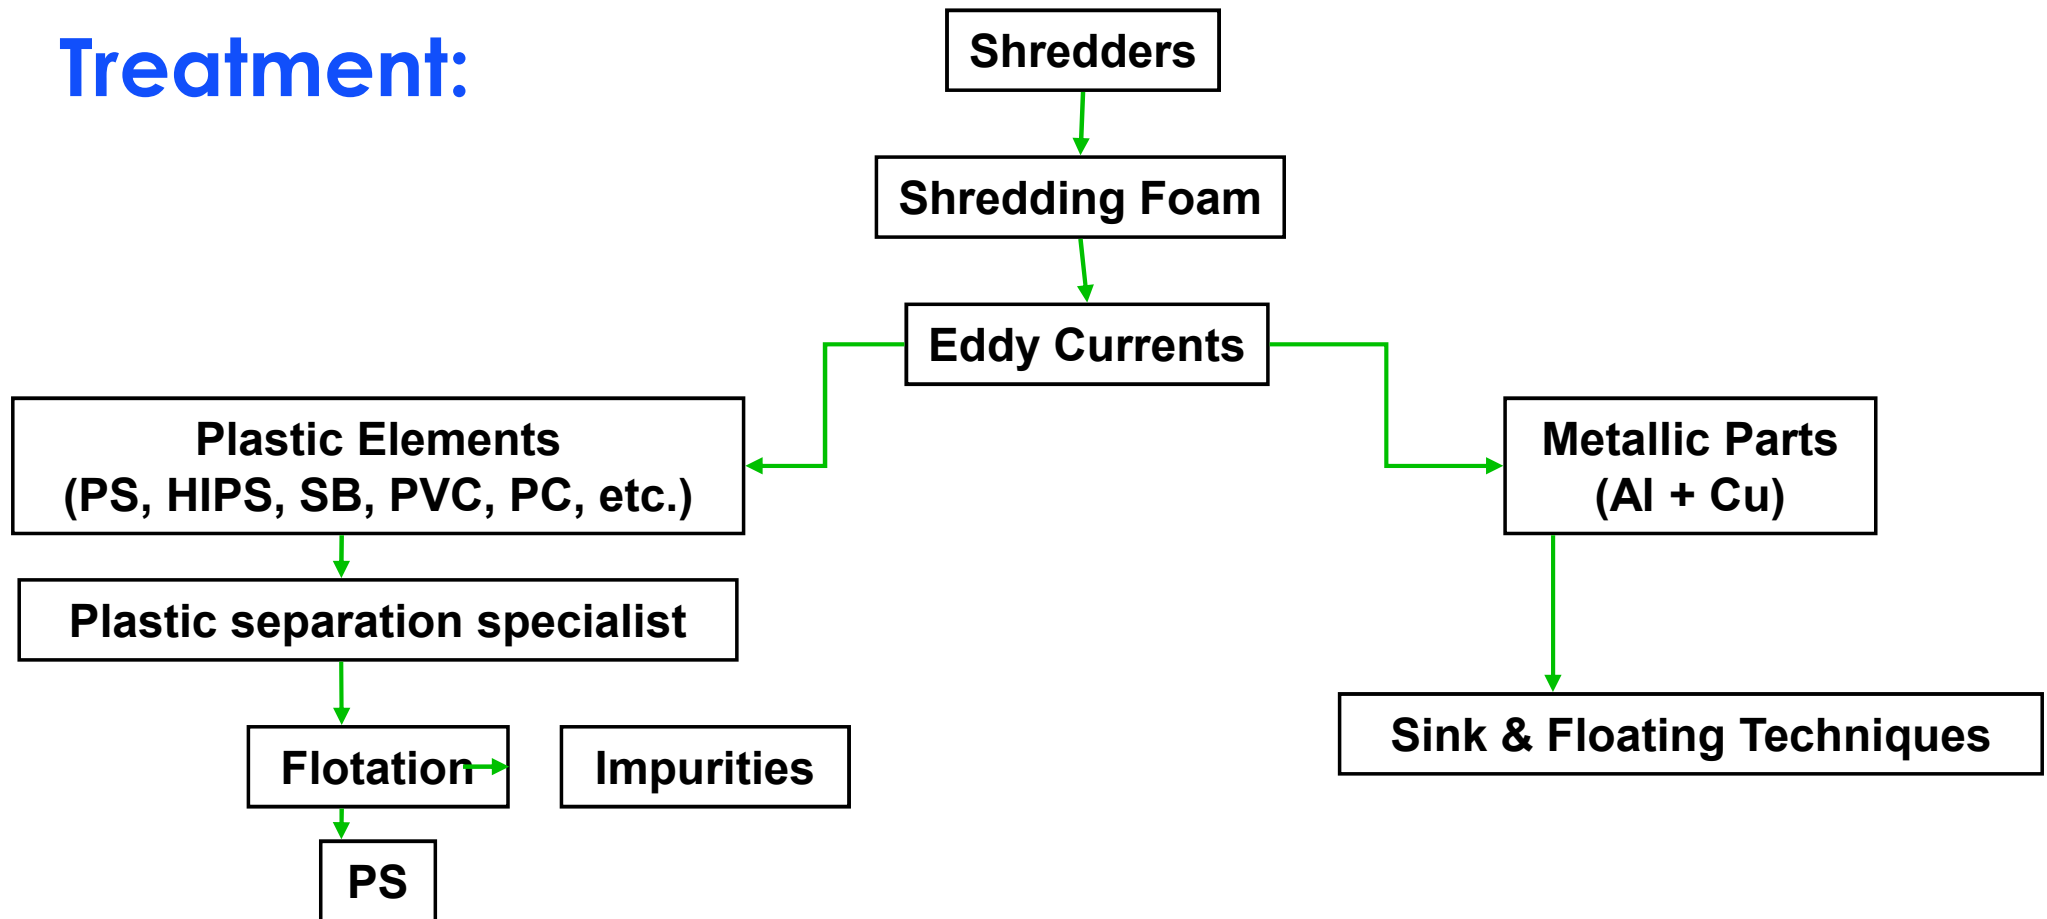 Treatment:
Shredders
Shredding Foam
Eddy Currents
Plastic Elements
(PS, HIPS, SB, PVC, PC, etc.)
Metallic Parts
(Al + Cu)
Plastic separation specialist
Flotation
Impurities
Sink & Floating Techniques
PS